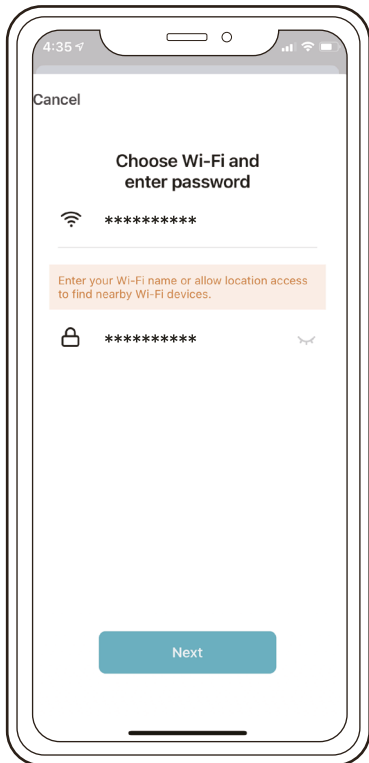 4:35
Cancel
Choose Wi-Fi and
enter password
**********
Enter your Wi-Fi name or allow location access
to find nearby Wi-Fi devices.
**********
Next